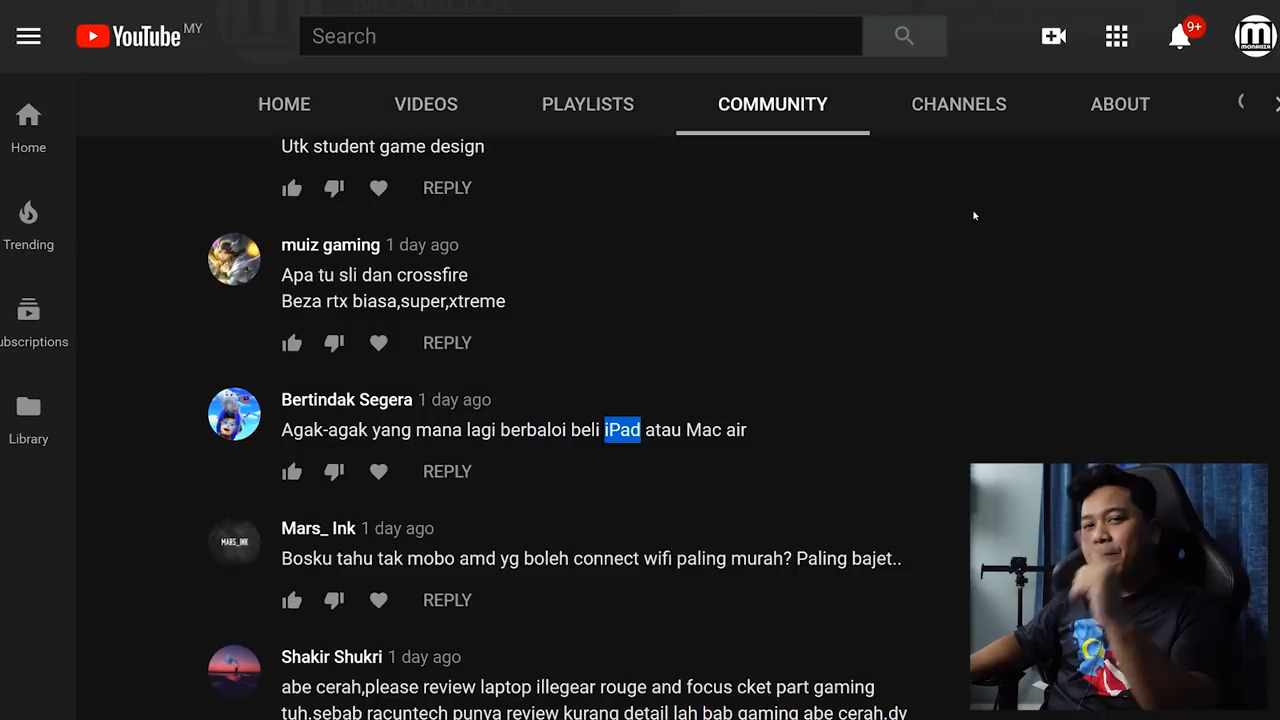 MONALIZA
YouTube MY
Search
9+
MONALIZA
HOME
VIDEOS
PLAYLISTS
COMMUNITY
CHANNELS
ABOUT
Home
Trending
ubscriptions
Library
Utk student game design
REPLY
muiz gaming 1 day ago
Apa tu sli dan crossfire
Beza rtx biasa,super,xtreme
REPLY
Bertindak Segera 1 day ago
Agak-agak yang mana lagi berbaloi beli iPad atau Mac air
REPLY
MARS_INK
Mars_ Ink 1 day ago
Bosku tahu tak mobo amd yg boleh connect wifi paling murah? Paling bajet..
REPLY
Shakir Shukri 1 day ago
abe cerah,please review laptop illegear rouge and focus cket part gaming
tuh,sebab racuntech punya review kurang detail lah bab gaming abe cerah,dy